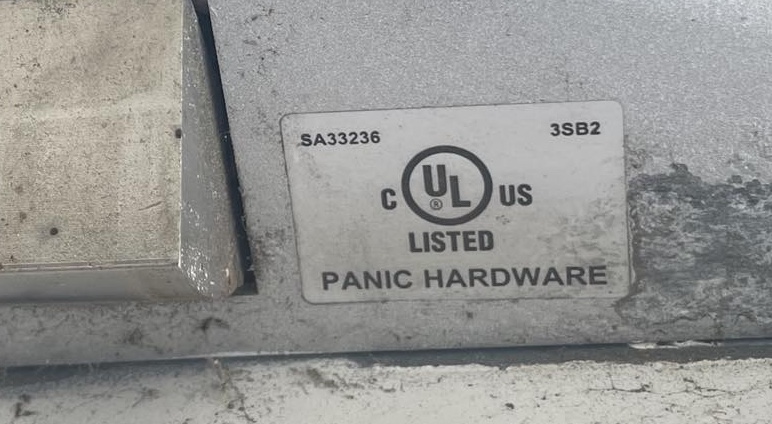 SA33236 3SB2
C UL® US
LISTED
PANIC HARDWARE